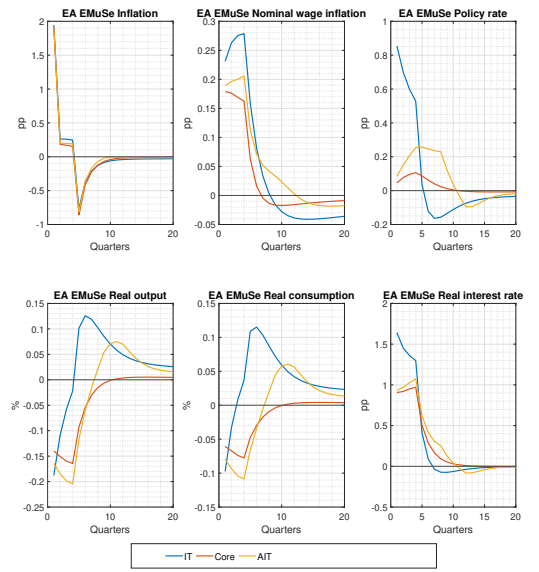 EA EMuSe Inflation
2
1.5
1
0.5
0
-0.5
-1
pp
0 5 10 15 20
Quarters
EA EMuSe Nominal wage inflation
0.3
0.25
0.2
0.15
0.1
0.05
0
-0.05
pp
0 10 20
Quarters
EA EMuSe Policy rate
1
0.8
0.6
0.4
0.2
0
-0.2
pp
0 5 10 15 20
Quarters
EA EMuSe Real output
0.15
0.1
0.05
0
-0.05
-0.1
-0.15
-0.2
-0.25
%
0 10 20
Quarters
EA EMuSe Real consumption
0.15
0.1
0.05
0
-0.05
-0.1
-0.15
%
0 10 20
Quarters
EA EMuSe Real interest rate
2
1.5
1
0.5
0
-0.5
pp
0 5 10 15 20
Quarters
IT Core AIT